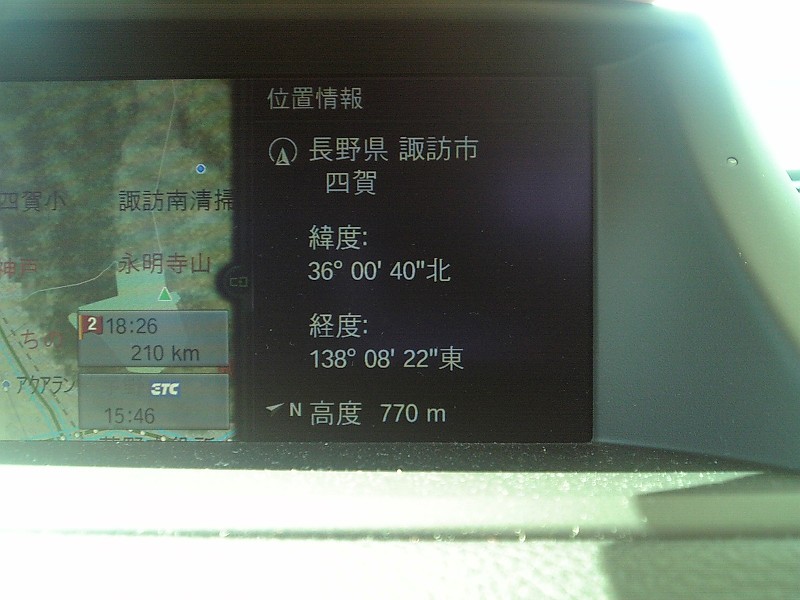 位置情報
長野県 諏訪市
四賀
緯度:
36° 00' 40"北
経度:
138° 08' 22"東
N 高度 770 m
四賀小
諏訪南清掃
神戸
永明寺山
2 18:26
210 km
ちの
アクアラン
ETC
15:46